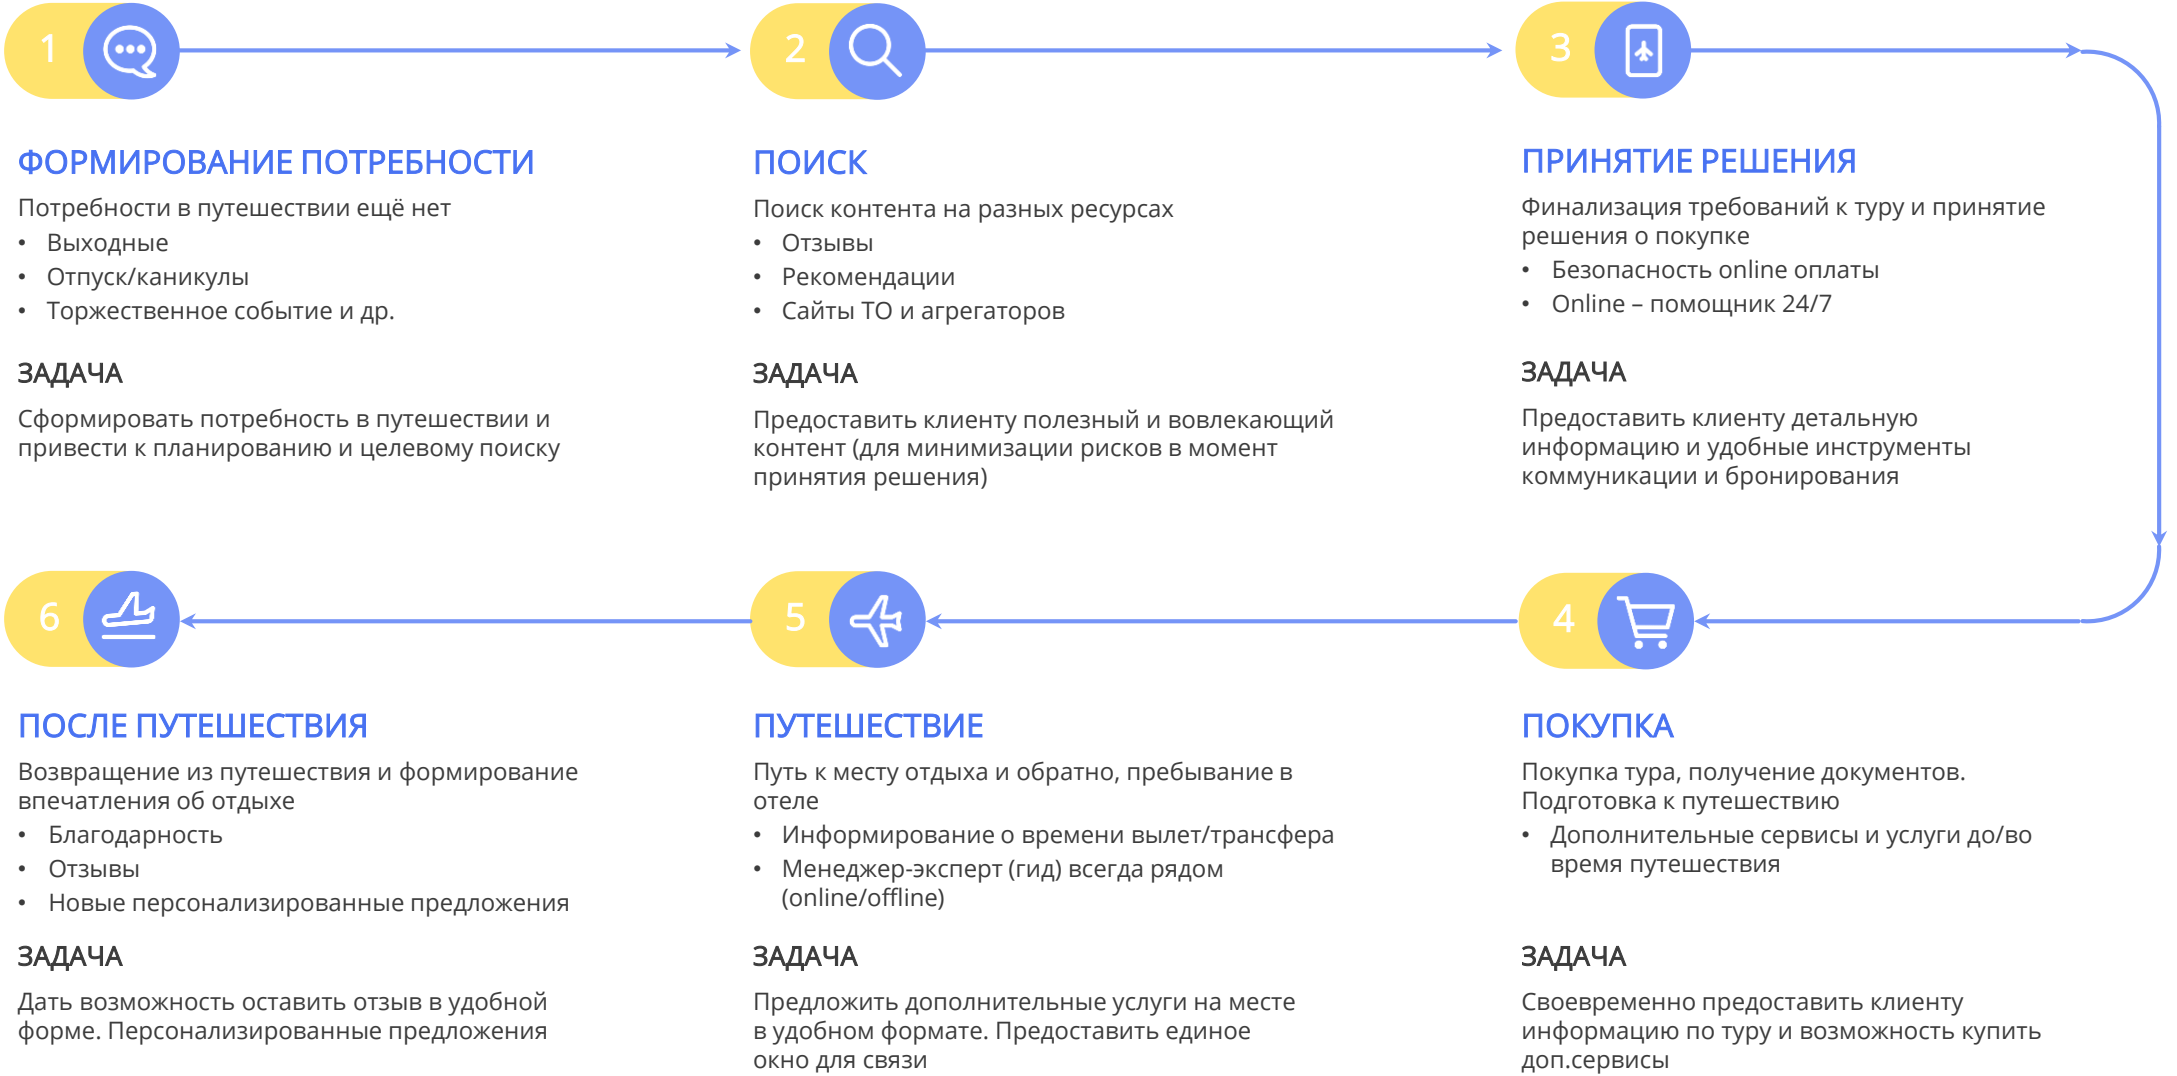 1
ФОРМИРОВАНИЕ ПОТРЕБНОСТИ
Потребности в путешествии ещё нет
• Выходные
• Отпуск/каникулы
• Торжественное событие и др.
ЗАДАЧА
Сформировать потребность в путешествии и
привести к планированию и целевому поиску
2
ПОИСК
Поиск контента на разных ресурсах
• Отзывы
• Рекомендации
• Сайты ТО и агрегаторов
ЗАДАЧА
Предоставить клиенту полезный и вовлекающий
контент (для минимизации рисков в момент
принятия решения)
3
ПРИНЯТИЕ РЕШЕНИЯ
Финализация требований к туру и принятие
решения о покупке
• Безопасность online оплаты
• Online – помощник 24/7
ЗАДАЧА
Предоставить клиенту детальную
информацию и удобные инструменты
коммуникации и бронирования
4
ПОКУПКА
Покупка тура, получение документов.
Подготовка к путешествию
• Дополнительные сервисы и услуги до/во
время путешествия
ЗАДАЧА
Своевременно предоставить клиенту
информацию по туру и возможность купить
доп.сервисы
5
ПУТЕШЕСТВИЕ
Путь к месту отдыха и обратно, пребывание в
отеле
• Информирование о времени вылет/трансфера
• Менеджер-эксперт (гид) всегда рядом
(online/offline)
ЗАДАЧА
Предложить дополнительные услуги на месте
в удобном формате. Предоставить единое
окно для связи
6
ПОСЛЕ ПУТЕШЕСТВИЯ
Возвращение из путешествия и формирование
впечатления об отдыхе
• Благодарность
• Отзывы
• Новые персонализированные предложения
ЗАДАЧА
Дать возможность оставить отзыв в удобной
форме. Персонализированные предложения